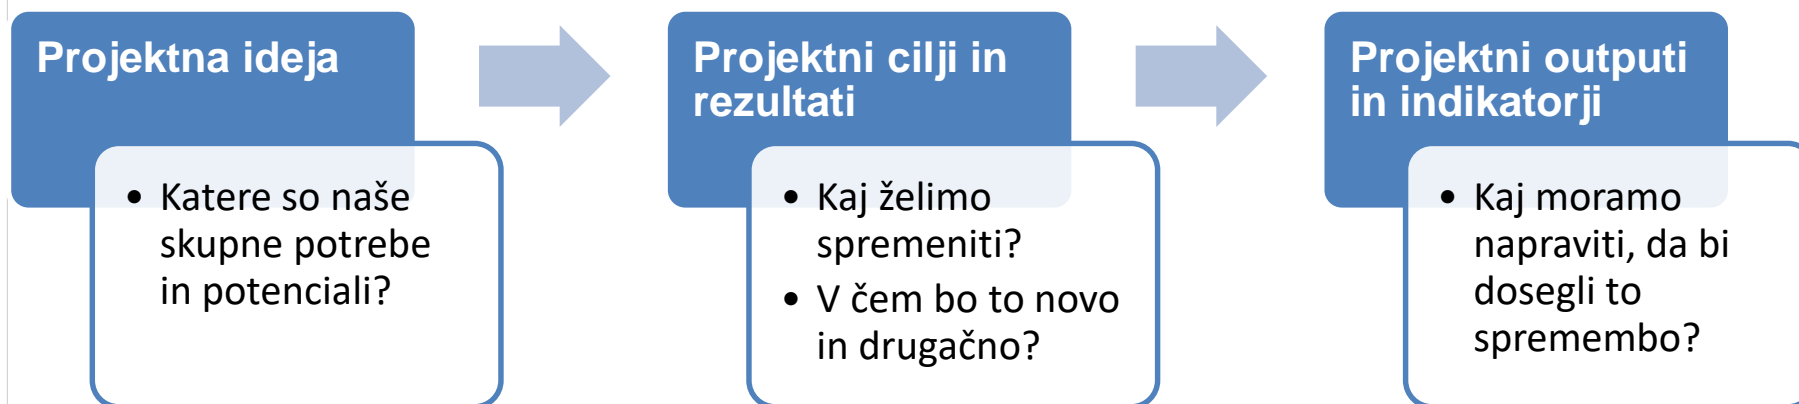 Projektna ideja
• Katere so naše
skupne potrebe
in potenciali?
Projektni cilji in
rezultati
• Kaj želimo
spremeniti?
• V čem bo to novo
in drugačno?
Projektni outputi
in indikatorji
• Kaj moramo
napraviti, da bi
dosegli to
spremembo?